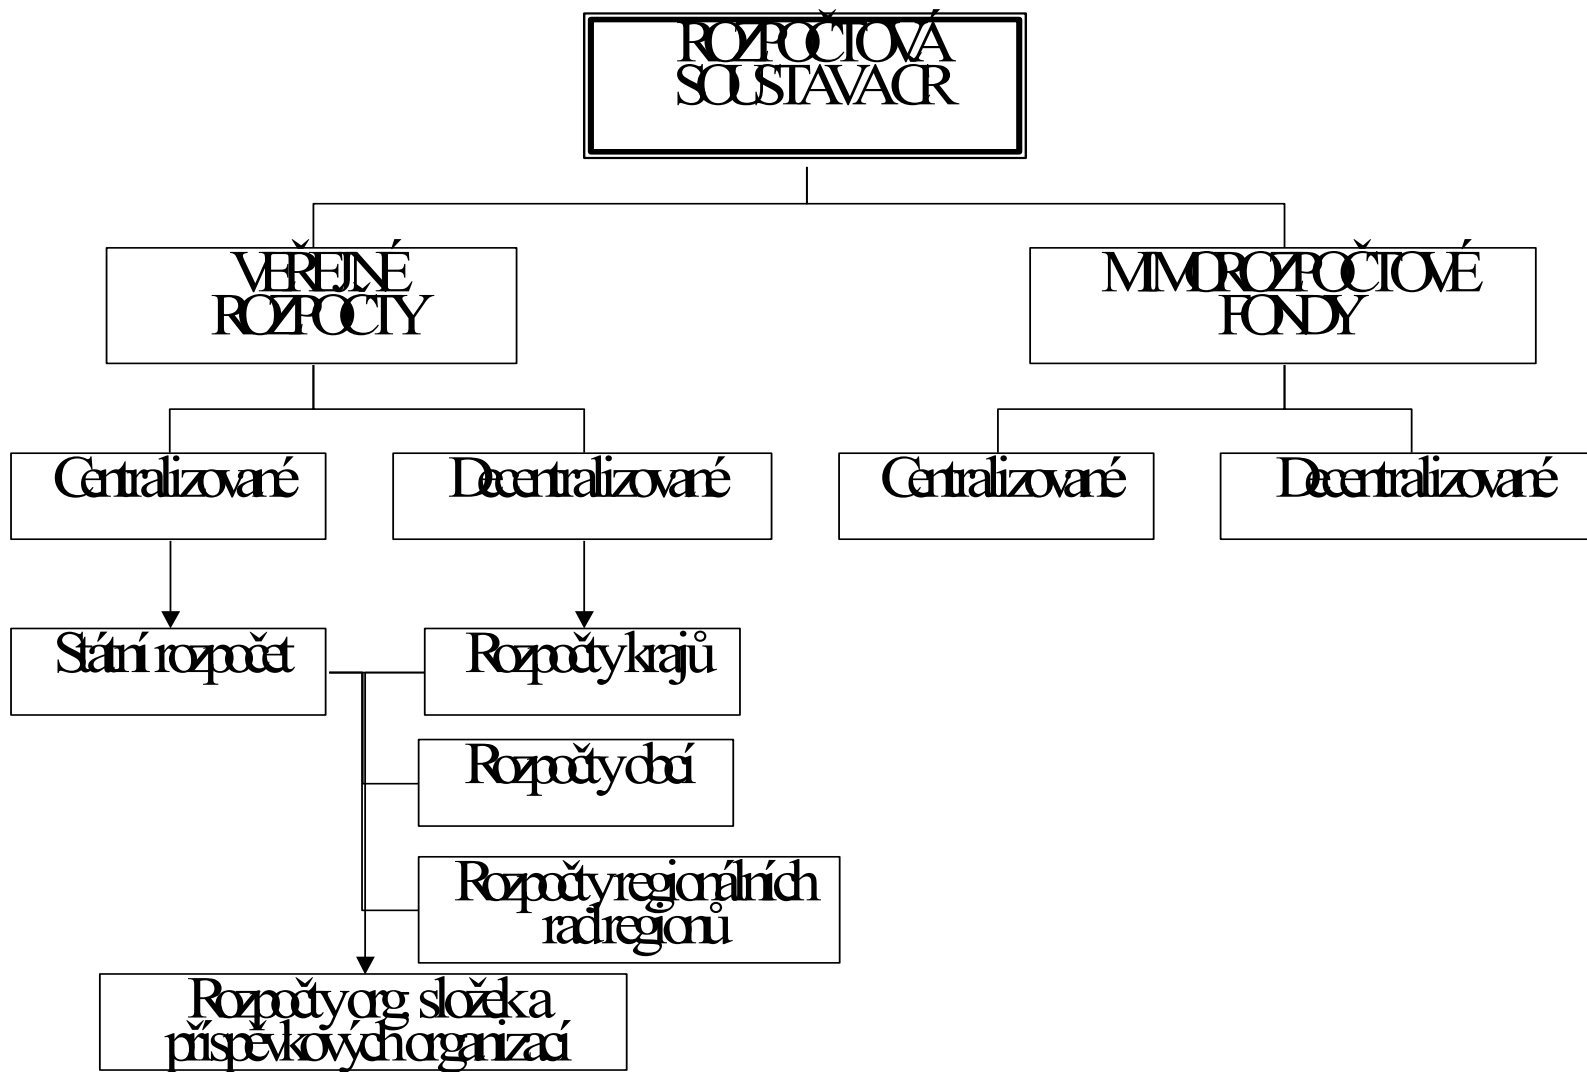 ROZPOČTOVÁ
SOUSTAVA ČR
VEŘEJNÉ
ROZPOČTY
MIMOROZPOČTOVÉ
FONDY
Centralizované
Decentralizované
Centralizované
Decentralizované
Státní rozpočet
Rozpočty krajů
Rozpočty obcí
Rozpočty regionálních
rad regionů
Rozpočty org. složek a
příspěvkových organizací